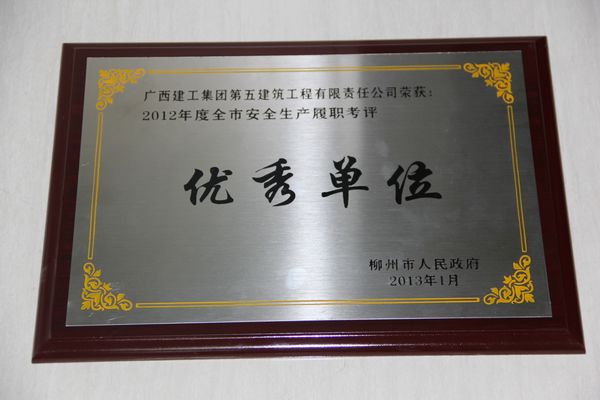 广西建工集团第五建筑工程有限责任公司荣获：
2012年度全市安全生产履职考评
优秀单位
柳州市人民政府
2013年1月